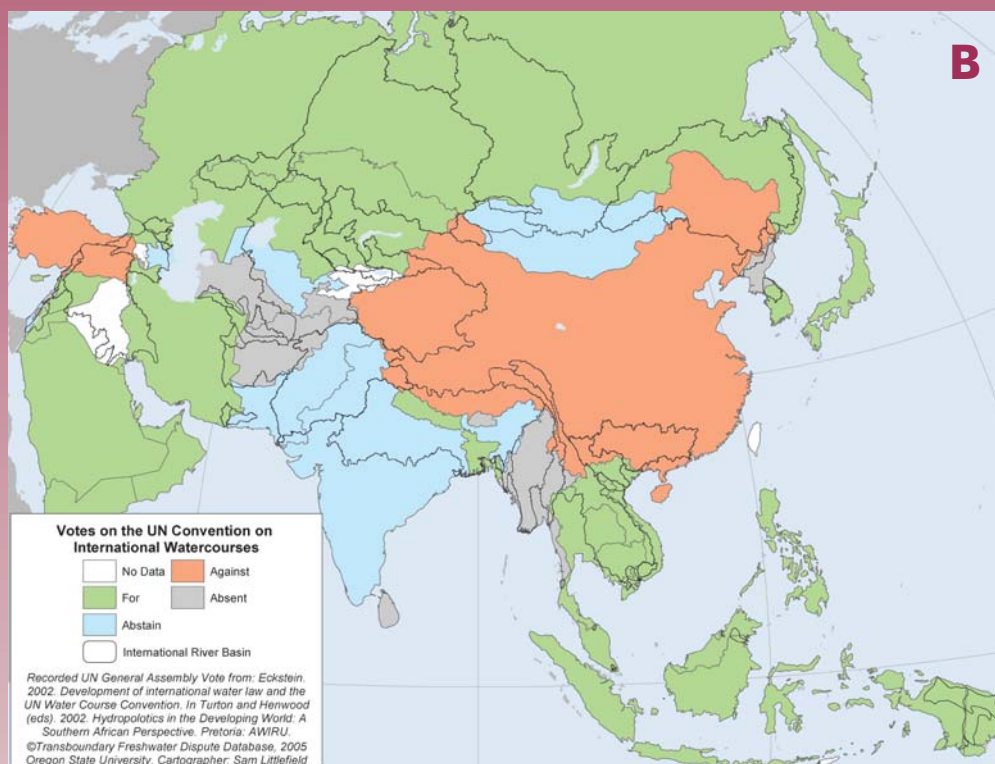 B
Votes on the UN Convention on
International Watercourses
No Data
Against
For
Absent
Abstain
International River Basin
Recorded UN General Assembly Vote from: Eckstein.
2002. Development of international water law and the
UN Water Course Convention. In Turton and Henwood
(eds). 2002. Hydropolotics in the Developing World: A
Southern African Perspective. Pretoria: AWIRU.
©Transboundary Freshwater Dispute Database, 2005
Oregon State University. Cartographer: Sam Littlefield